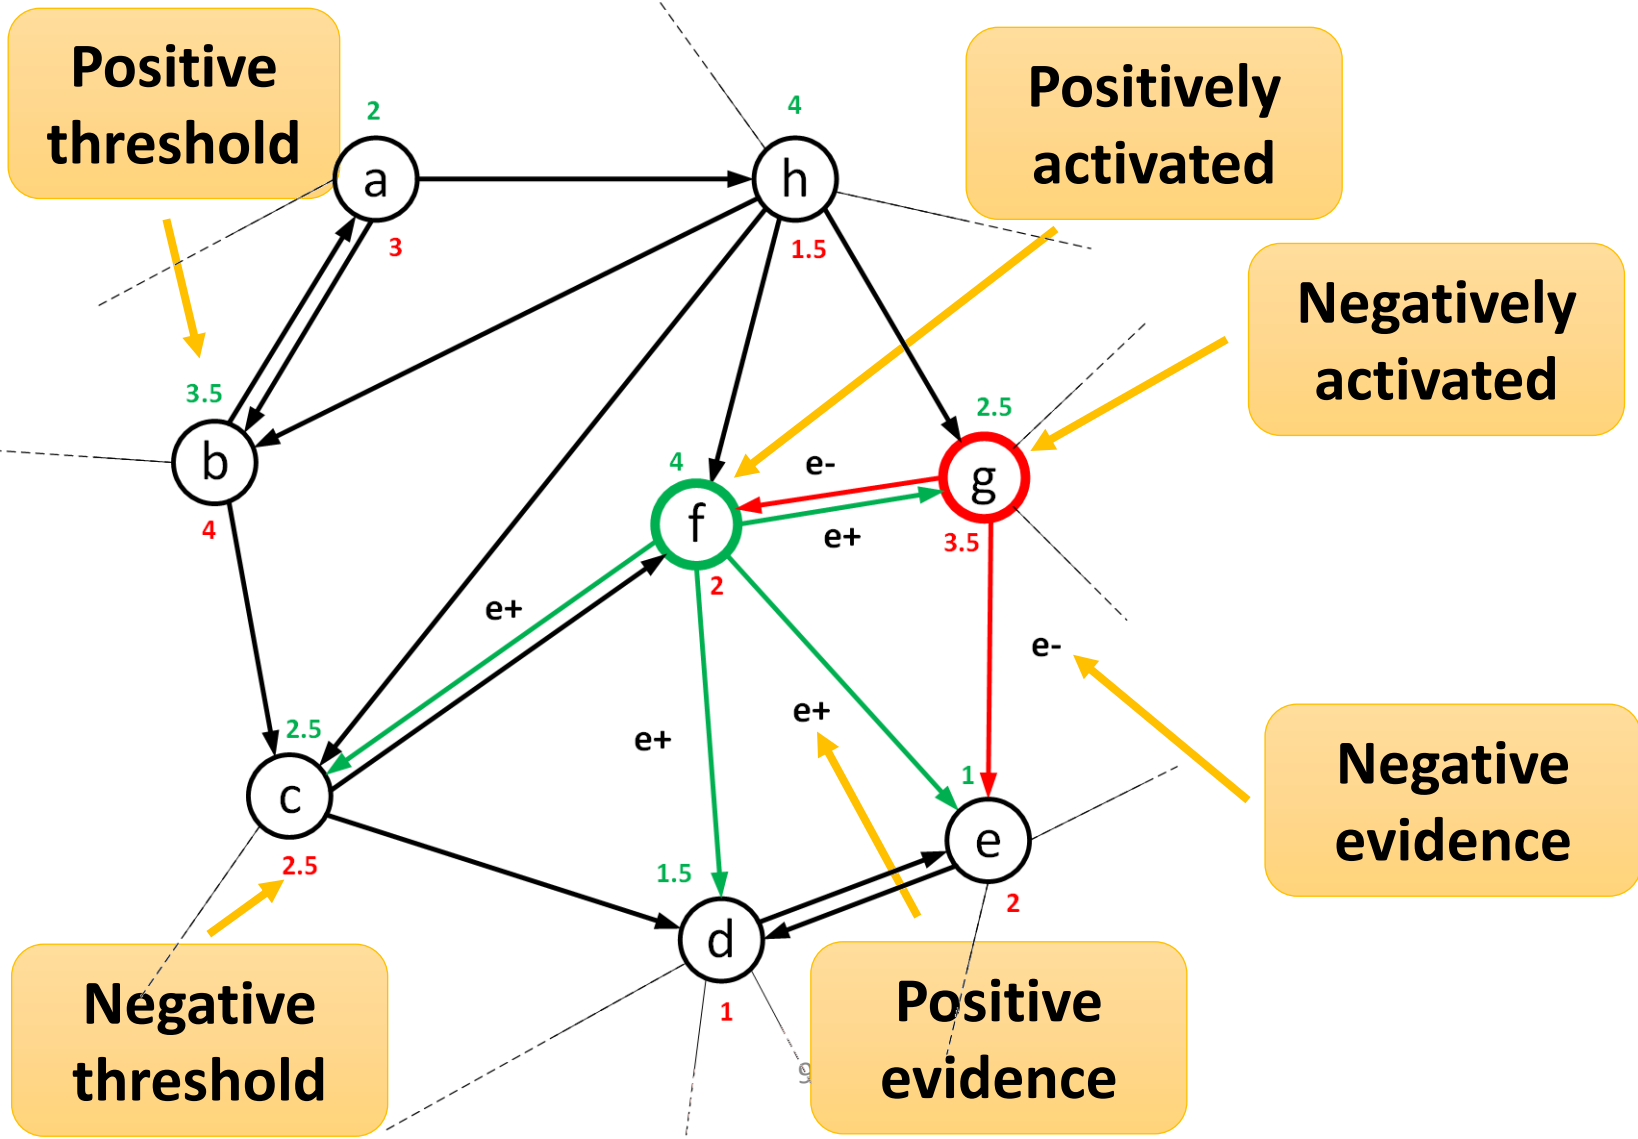 Positive
threshold
Positively
activated
Negatively
activated
2
4
a
h
3
1.5
3.5
2.5
b
4
e-
g
f
e+
4
3.5
2
e+
e-
2.5
e+
e+
1
c
e
2.5
1.5
2
d
1
Negative
evidence
Negative
threshold
Positive
evidence